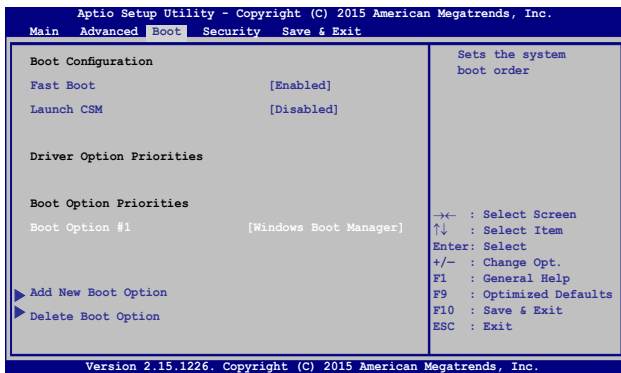 Aptio Setup Utility - Copyright (C) 2015 American Megatrends, Inc.
Main Advanced Boot Security Save & Exit
Boot Configuration
Fast Boot [Enabled]
Launch CSM [Disabled]
Driver Option Priorities
Boot Option Priorities
Boot Option #1 [Windows Boot Manager]
Add New Boot Option
Delete Boot Option
Sets the system
boot order
→← : Select Screen
↑↓ : Select Item
Enter: Select
+/— : Change Opt.
F1 : General Help
F9 : Optimized Defaults
F10 : Save & Exit
ESC : Exit
Version 2.15.1226. Copyright (C) 2015 American Megatrends, Inc.